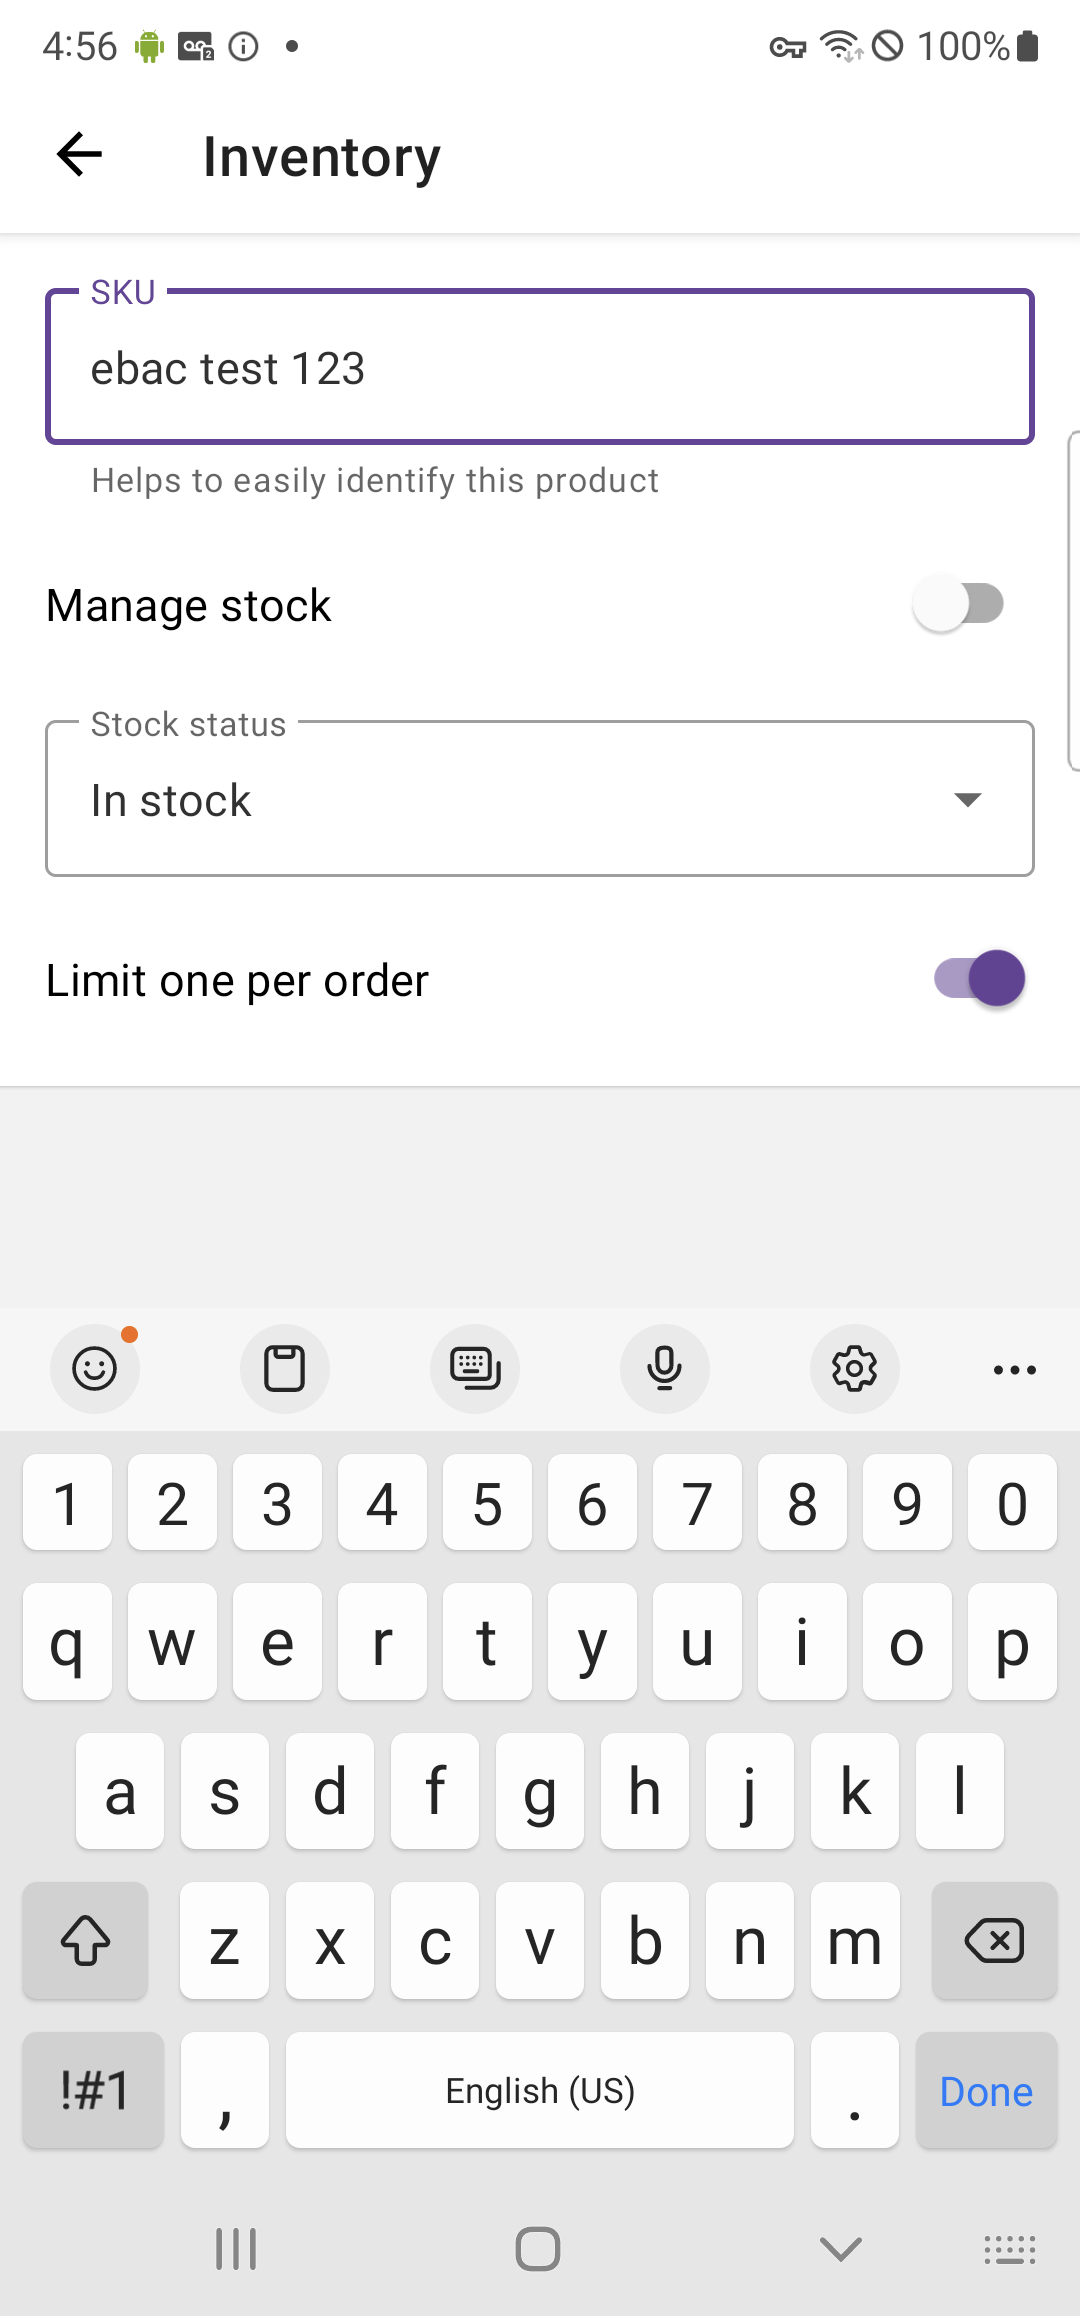 4:56 100%
Inventory
SKU
ebac test 123
Helps to easily identify this product
Manage stock
Stock status
In stock
Limit one per order
1 2 3 4 5 6 7 8 9 0
q w e r t y u i o p
a s d f g h j k l
z x c v b n m
!#1 , English (US) . Done